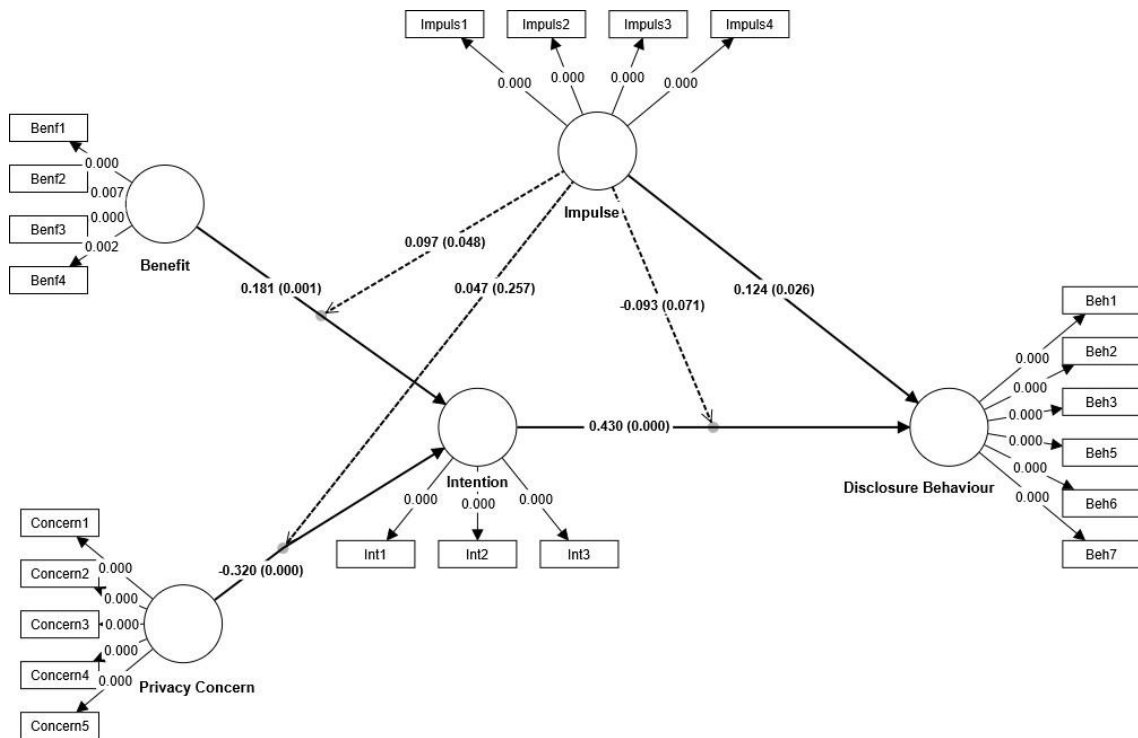 Impuls1
Impuls2
Impuls3
Impuls4
0.000
0.000
0.000
0.000
Impulse
Benf1
Benf2
Benf3
Benf4
0.000
0.007
0.000
0.002
Benefit
0.097 (0.048)
0.181 (0.001)
0.047 (0.257)
-0.093 (0.071)
0.124 (0.026)
Beh1
Beh2
Beh3
Beh5
Beh6
Beh7
0.000
0.000
0.000
0.000
0.000
0.000
Disclosure Behaviour
0.430 (0.000)
Intention
0.000
0.000
0.000
Int1
Int2
Int3
-0.320 (0.000)
Concern1
Concern2
Concern3
Concern4
Concern5
0.000
0.000
0.000
0.000
0.000
Privacy Concern